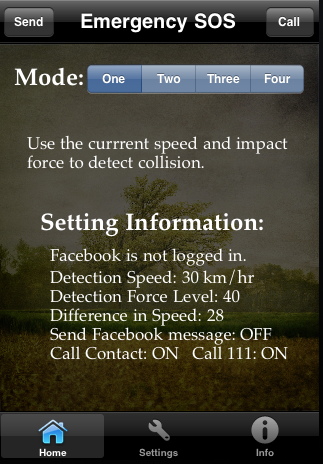 Send Emergency SOS Call
Mode: One Two Three Four
Use the currrent speed and impact
force to detect collision.
Setting Information:
Facebook is not logged in.
Detection Speed: 30 km/hr
Detection Force Level: 40
Difference in Speed: 28
Send Facebook message: OFF
Call Contact: ON Call 111: ON
Home Settings Info